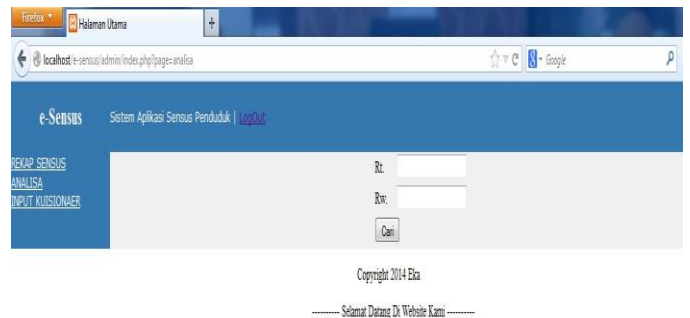 Firefox
Halaman Utama
+
localhost/e-sensus/admin/index.php?page=analisa
Google
e-Sensus
Sistem Aplikasi Sensus Penduduk | LogOut
REKAP SENSUS
ANALISA
INPUT KUISIONAER
Rt.
Rw.
Cari
Copyright 2014 Eka
---------- Selamat Datang Di Website Kami ----------